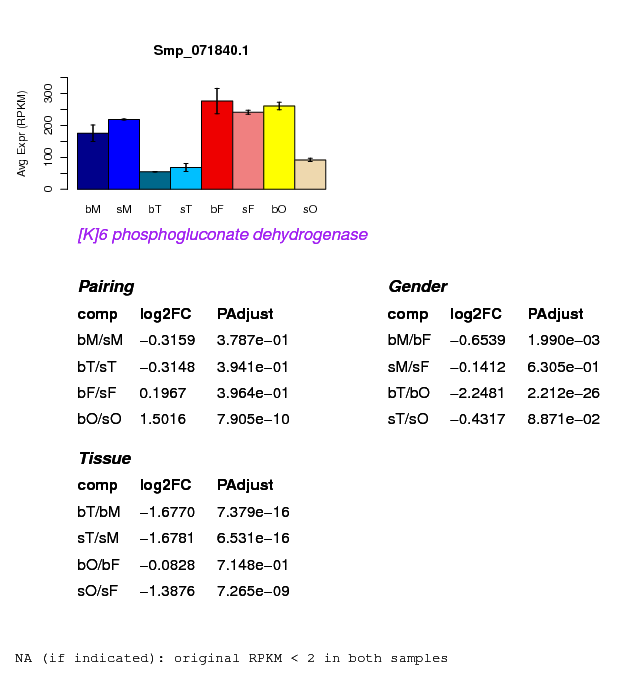 Smp_071840.1
Avg Expr (RPKM)
0 100 200 300
bM sM bT sT bF sF bO sO
[K]6 phosphogluconate dehydrogenase
Pairing
comp log2FC PAdjust
bM/sM −0.3159 3.787e−01
bT/sT −0.3148 3.941e−01
bF/sF 0.1967 3.964e−01
bO/sO 1.5016 7.905e−10
Gender
comp log2FC PAdjust
bM/bF −0.6539 1.990e−03
sM/sF −0.1412 6.305e−01
bT/bO −2.2481 2.212e−26
sT/sO −0.4317 8.871e−02
Tissue
comp log2FC PAdjust
bT/bM −1.6770 7.379e−16
sT/sM −1.6781 6.531e−16
bO/bF −0.0828 7.148e−01
sO/sF −1.3876 7.265e−09
NA (if indicated): original RPKM < 2 in both samples